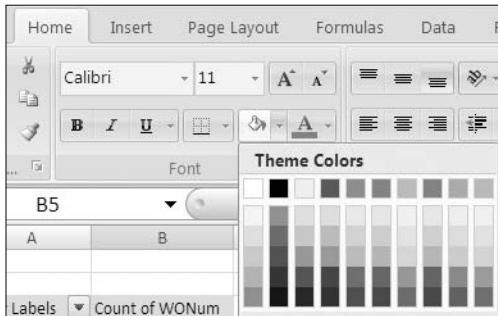 Home Insert Page Layout Formulas Data
Calibri 11 A A
B I U A
Font
Theme Colors
B5
A B
Labels Count of WONum